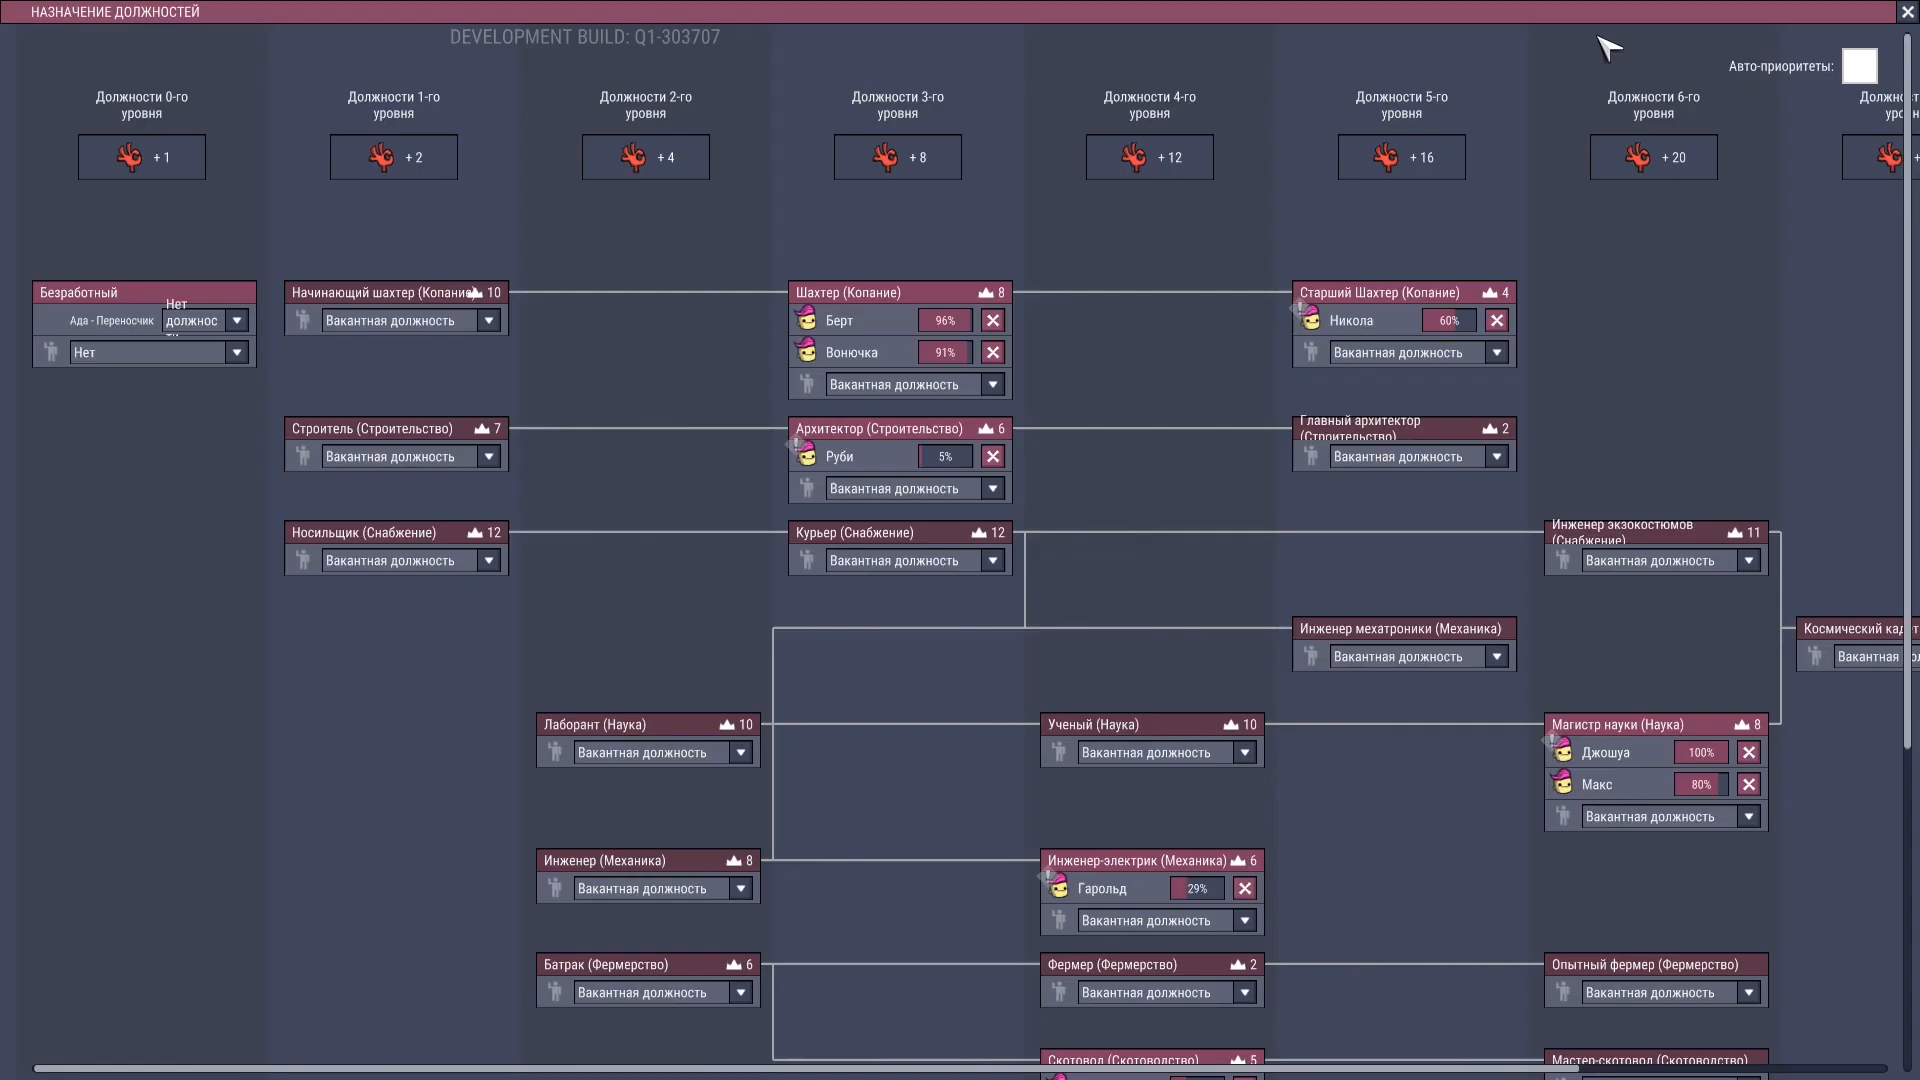 НАЗНАЧЕНИЕ ДОЛЖНОСТЕЙ
DEVELOPMENT BUILD: Q1-303707
Авто-приоритеты:
Должности 0-го
уровня
+ 1
Должности 1-го
уровня
+ 2
Должности 2-го
уровня
+ 4
Должности 3-го
уровня
+ 8
Должности 4-го
уровня
+ 12
Должности 5-го
уровня
+ 16
Должности 6-го
уровня
+ 20
Безработный
Ада - Переносчик
Нет
должнос
Нет
Начинающий шахтер (Копание 10
Вакантная должность
Шахтер (Копание) 8
Берт 96%
Вонючка 91%
Вакантная должность
Старший Шахтер (Копание) 4
Никола 60%
Вакантная должность
Строитель (Строительство) 7
Вакантная должность
Архитектор (Строительство) 6
Руби 5%
Вакантная должность
Главный архитектор
(Строительство) 2
Вакантная должность
Носильщик (Снабжение) 12
Вакантная должность
Курьер (Снабжение) 12
Вакантная должность
Инженер экзокостюмов
(Снабжение) 11
Вакантная должность
Инженер мехатроники (Механика)
Вакантная должность
Космический кадет
Вакантная
Лаборант (Наука) 10
Вакантная должность
Ученый (Наука) 10
Вакантная должность
Магистр науки (Наука) 8
Джошуа 100%
Макс 80%
Вакантная должность
Инженер (Механика) 8
Вакантная должность
Инженер-электрик (Механика) 6
Гарольд 29%
Вакантная должность
Батрак (Фермерство) 6
Вакантная должность
Фермер (Фермерство) 2
Вакантная должность
Опытный фермер (Фермерство)
Вакантная должность
Скотовод (Скотоводство) 5
Мастер-скотовод (Скотоводство)